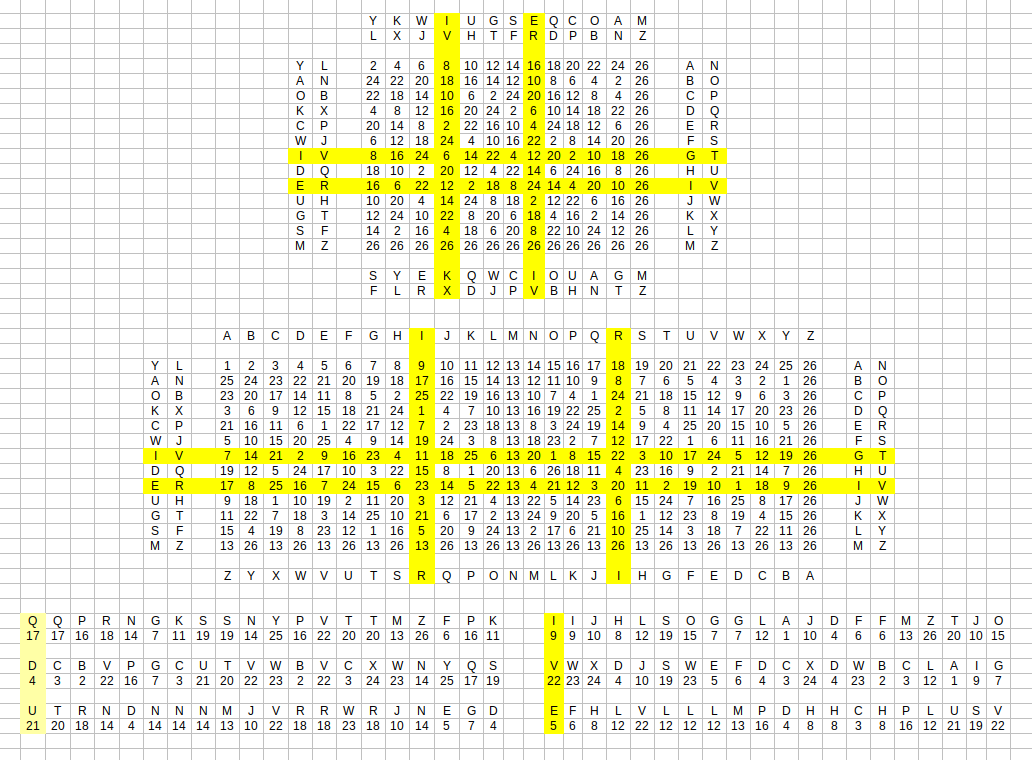 Y K W I U G S E Q C O A M
L X J V H T F R D P B N Z
Y L 2 4 6 8 10 12 14 16 18 20 22 24 26 A N
A N 24 22 20 18 16 14 12 10 8 6 4 2 26 B O
O B 22 18 14 10 6 2 24 20 16 12 8 4 26 C P
K X 4 8 12 16 20 24 2 6 10 14 18 22 26 D Q
C P 20 14 8 2 22 16 10 4 24 18 12 6 26 E R
W J 6 12 18 24 4 10 16 22 2 8 14 20 26 F S
I V 8 16 24 6 14 22 4 12 20 2 10 18 26 G T
D Q 18 10 2 20 12 4 22 14 6 24 16 8 26 H U
E R 16 6 22 12 2 18 8 24 14 4 20 10 26 I V
U H 10 20 4 14 24 8 18 2 12 22 6 16 26 J W
G T 12 24 10 22 8 20 6 18 4 16 2 14 26 K X
S F 14 2 16 4 18 6 20 8 22 10 24 12 26 L Y
M Z 26 26 26 26 26 26 26 26 26 26 26 26 26 M Z
S Y E K Q W C I O U A G M
F L R X D J P V B H N T Z
A B C D E F G H I J K L M N O P Q R S T U V W X Y Z
Y L 1 2 3 4 5 6 7 8 9 10 11 12 13 14 15 16 17 18 19 20 21 22 23 24 25 26 A N
A N 25 24 23 22 21 20 19 18 17 16 15 14 13 12 11 10 9 8 7 6 5 4 3 2 1 26 B O
O B 23 20 17 14 11 8 5 2 25 22 19 16 13 10 7 4 1 24 21 18 15 12 9 6 3 26 C P
K X 3 6 9 12 15 18 21 24 1 4 7 10 13 16 19 22 25 2 5 8 11 14 17 20 23 26 D Q
C P 21 16 11 6 1 22 17 12 7 2 23 18 13 8 3 24 19 14 9 4 25 20 15 10 5 26 E R
W J 5 10 15 20 25 4 9 14 19 24 3 8 13 18 23 2 7 12 17 22 1 6 11 16 21 26 F S
I V 7 14 21 2 9 16 23 4 11 18 25 6 13 20 1 8 15 22 3 10 17 24 5 12 19 26 G T
D Q 19 12 5 24 17 10 3 22 15 8 1 20 13 6 26 18 11 4 23 16 9 2 21 14 7 26 H U
E R 17 8 25 16 7 24 15 6 23 14 5 22 13 4 21 12 3 20 11 2 19 10 1 18 9 26 I V
U H 9 18 1 10 19 2 11 20 3 12 21 4 13 22 5 14 23 6 15 24 7 16 25 8 17 26 J W
G T 11 22 7 18 3 14 25 10 21 6 17 2 13 24 9 20 5 16 1 12 23 8 19 4 15 26 K X
S F 15 4 19 8 23 12 1 16 5 20 9 24 13 2 17 6 21 10 25 14 3 18 7 22 11 26 L Y
M Z 13 26 13 26 13 26 13 26 13 26 13 26 13 26 13 26 13 26 13 26 13 26 13 26 13 26 M Z
Z Y X W V U T S R Q P O N M L K J I H G F E D C B A
Q Q P R N G K S S N Y P V T T M Z F P K I I J H L S O G G L A J D F F M Z T J O
17 17 16 18 14 7 11 19 19 14 25 16 22 20 20 13 26 6 16 11 9 9 10 8 12 19 15 7 7 12 1 10 4 6 6 13 26 20 10 15
D C B V P G C U T V W B V C X W N Y Q S V W X D J S W E F D C X D W B C L A I G
4 3 2 22 16 7 3 21 20 22 23 2 22 3 24 23 14 25 17 19 22 23 24 4 10 19 23 5 6 4 3 24 4 23 2 3 12 1 9 7
U T R N D N N N M J V R R W R J N E G D E F H L V L L L M P D H H C H P L U S V
21 20 18 14 4 14 14 14 13 10 22 18 18 23 18 10 14 5 7 4 5 6 8 12 22 12 12 12 13 16 4 8 8 3 8 16 12 21 19 22